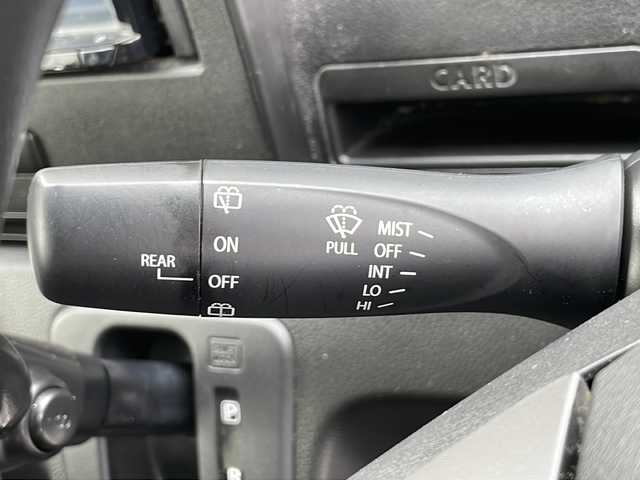 CARD
MIST
OFF
INT
LO
HI
PULL
ON
REAR
OFF
P
R